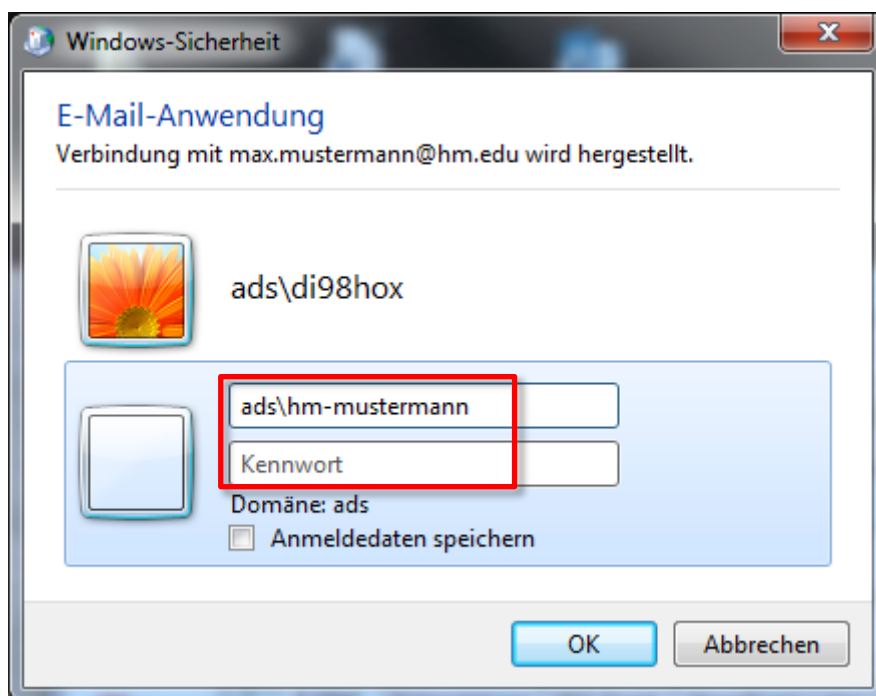 Windows-Sicherheit
E-Mail-Anwendung
Verbindung mit max.mustermann@hm.edu wird hergestellt.
ads\di98hox
ads\hm-mustermann
Kennwort
Domäne: ads
Anmeldedaten speichern
OK
Abbrechen